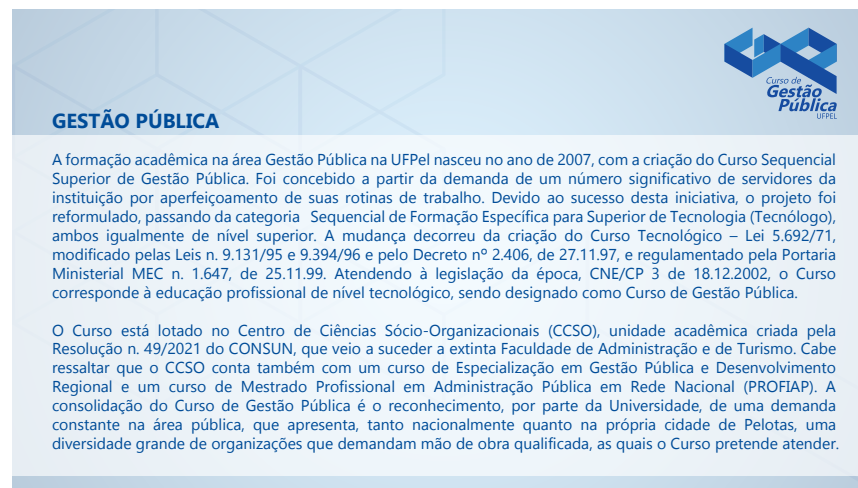 Curso de
Gestão
Pública
UFPEL
GESTÃO PÚBLICA
A formação acadêmica na área Gestão Pública na UFPel nasceu no ano de 2007, com a criação do Curso Sequencial
Superior de Gestão Pública. Foi concebido a partir da demanda de um número significativo de servidores da
instituição por aperfeiçoamento de suas rotinas de trabalho. Devido ao sucesso desta iniciativa, o projeto foi
reformulado, passando da categoria Sequencial de Formação Específica para Superior de Tecnologia (Tecnólogo),
ambos igualmente de nível superior. A mudança decorreu da criação do Curso Tecnológico – Lei 5.692/71,
modificado pelas Leis n. 9.131/95 e 9.394/96 e pelo Decreto nº 2.406, de 27.11.97, e regulamentado pela Portaria
Ministerial MEC n. 1.647, de 25.11.99. Atendendo à legislação da época, CNE/CP 3 de 18.12.2002, o Curso
corresponde à educação profissional de nível tecnológico, sendo designado como Curso de Gestão Pública.
O Curso está lotado no Centro de Ciências Sócio-Organizacionais (CCSO), unidade acadêmica criada pela
Resolução n. 49/2021 do CONSUN, que veio a suceder a extinta Faculdade de Administração e de Turismo. Cabe
ressaltar que o CCSO conta também com um curso de Especialização em Gestão Pública e Desenvolvimento
Regional e um curso de Mestrado Profissional em Administração Pública em Rede Nacional (PROFIAP). A
consolidação do Curso de Gestão Pública é o reconhecimento, por parte da Universidade, de uma demanda
constante na área pública, que apresenta, tanto nacionalmente quanto na própria cidade de Pelotas, uma
diversidade grande de organizações que demandam mão de obra qualificada, as quais o Curso pretende atender.